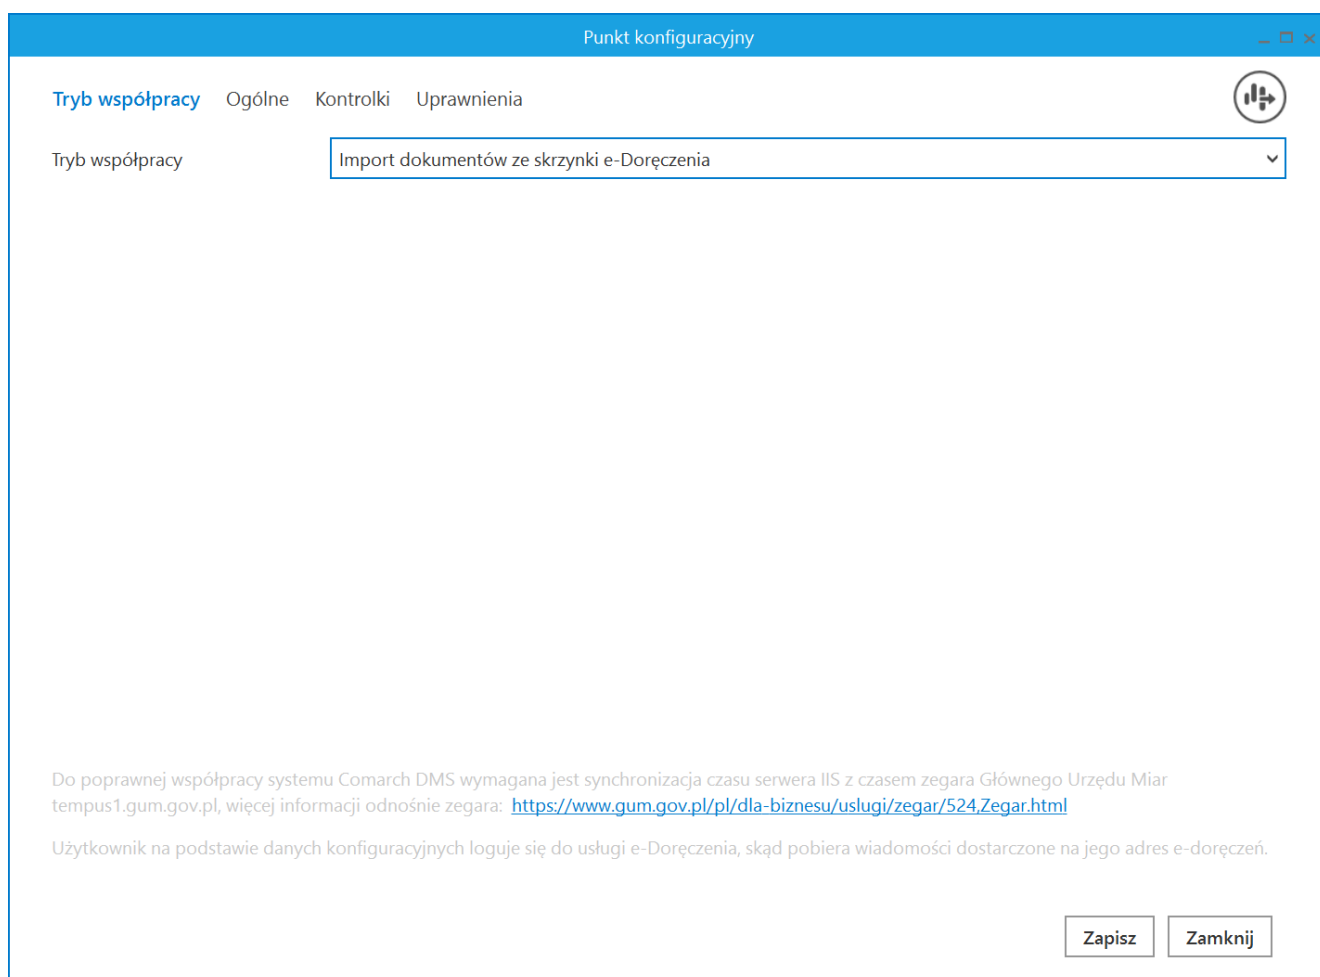 Punkt konfiguracyjny
Tryb współpracy Ogólne Kontrolki Uprawnienia
Tryb współpracy Import dokumentów ze skrzynki e-Doręczenia
Do poprawnej współpracy systemu Comarch DMS wymagana jest synchronizacja czasu serwera IIS z czasem zegara Głównego Urzędu Miar
tempus1.gum.gov.pl, więcej informacji odnośnie zegara: https://www.gum.gov.pl/pl/dla-biznesu/uslugi/zegar/524,Zegar.html
Użytkownik na podstawie danych konfiguracyjnych loguje się do usługi e-Doręczenia, skąd pobiera wiadomości dostarczone na jego adres e-doręczeń.
Zapisz Zamknij